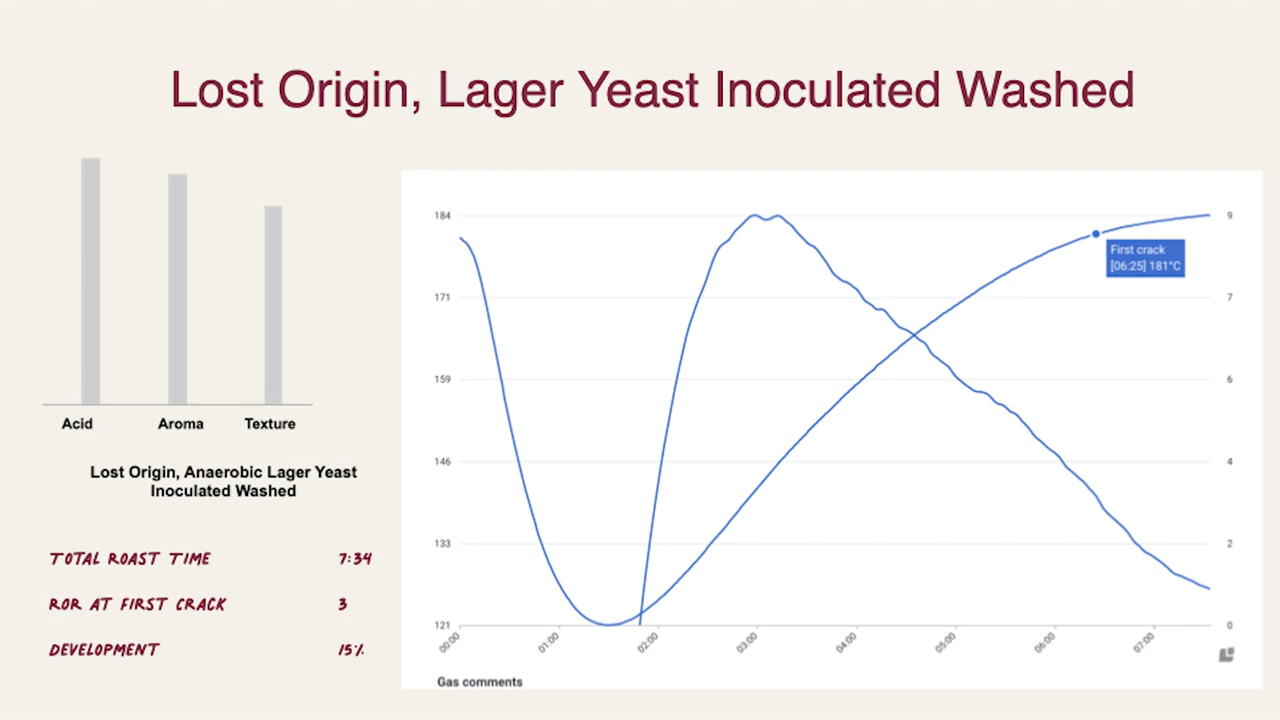 Lost Origin, Lager Yeast Inoculated Washed
Acid Aroma Texture
Lost Origin, Anaerobic Lager Yeast
Inoculated Washed
TOTAL ROAST TIME 7:34
ROR AT FIRST CRACK 3
DEVELOPMENT 15%
184 9
First crack
[06:25] 181°C
171 7
159 6
146 4
133 2
121 0
00:00 01:00 02:00 03:00 04:00 05:00 06:00 07:00
Gas comments